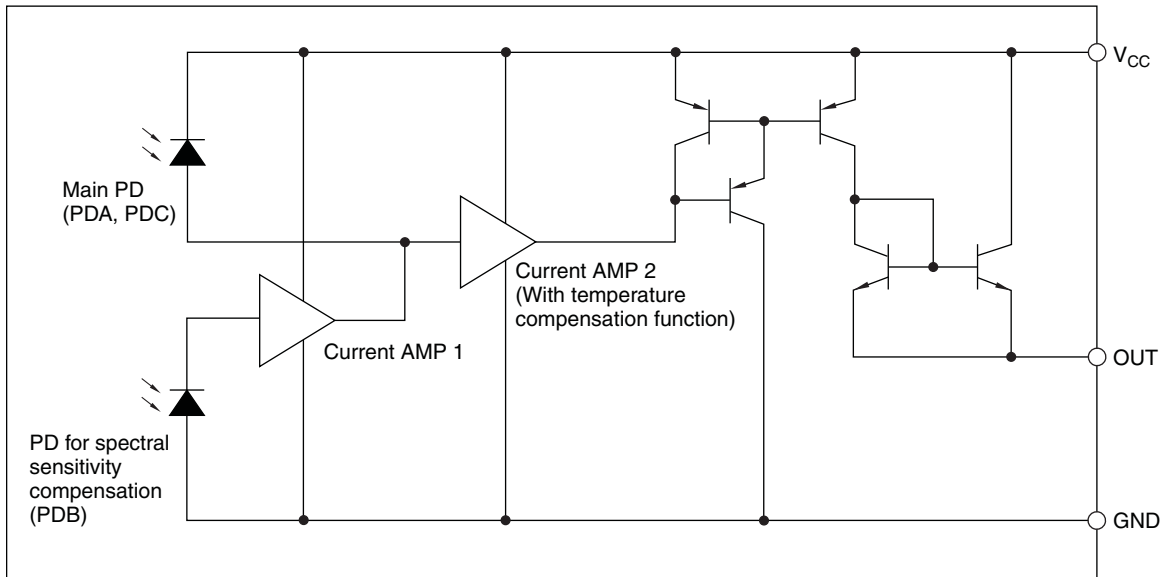 V_CC
Main PD
(PDA, PDC)
Current AMP 2
(With temperature
compensation function)
Current AMP 1
OUT
PD for spectral
sensitivity
compensation
(PDB)
GND